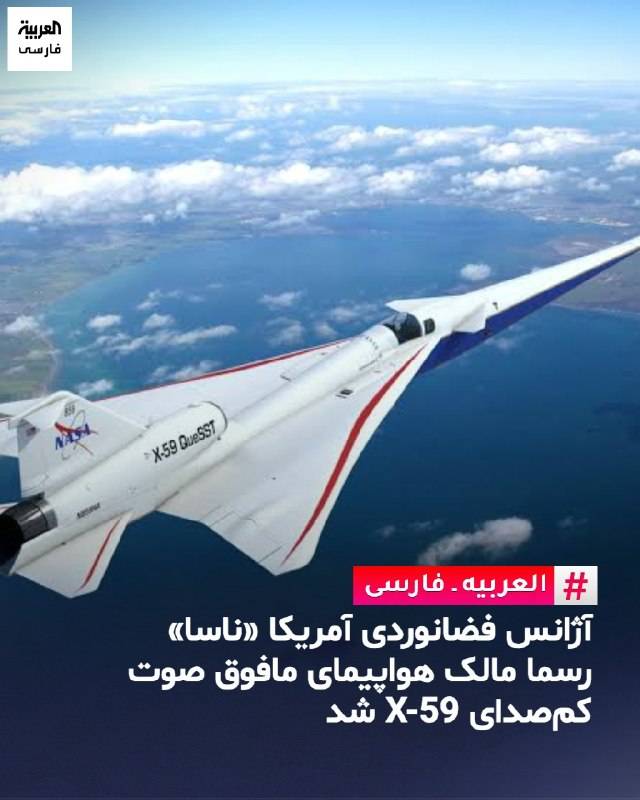 العربية
فارسی
859
NASA
X-59 QueSST
# العربیه ـ فارسی
آژانس فضانوردی آمریکا «ناسا»
رسما مالک هواپیمای مافوق صوت
کم‌صدای X-59 شد